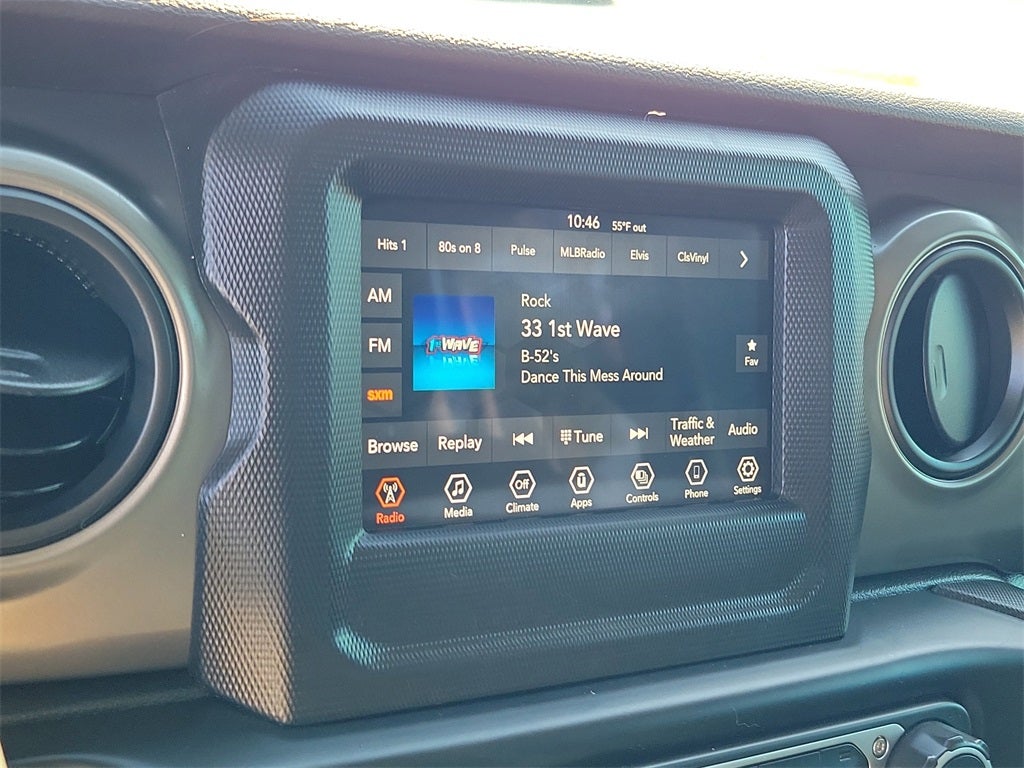 10:46 55°F out
Hits 1 80s on 8 Pulse MLBRadio Elvis ClsVinyl
AM
FM
sxm
1st WAVE
Rock
33 1st Wave
B-52's
Dance This Mess Around
Fav
Browse Replay Tune Traffic & Weather Audio
Off
Radio Media Climate Apps Controls Phone Settings